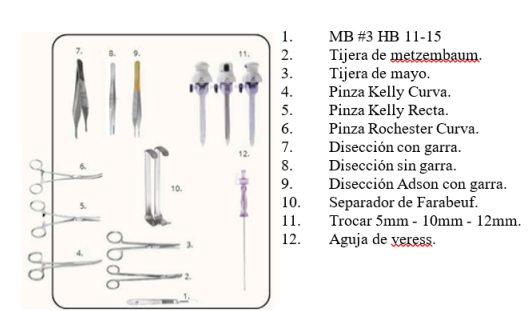 7.
8.
9.
11.
12.
6.
10.
5.
4.
3.
2.
1.
1. MB #3 HB 11-15
2. Tijera de metzembaum.
3. Tijera de mayo.
4. Pinza Kelly Curva.
5. Pinza Kelly Recta.
6. Pinza Rochester Curva.
7. Disección con garra.
8. Disección sin garra.
9. Disección Adson con garra.
10. Separador de Farabeuf.
11. Trocar 5mm - 10mm - 12mm.
12. Aguja de veress.